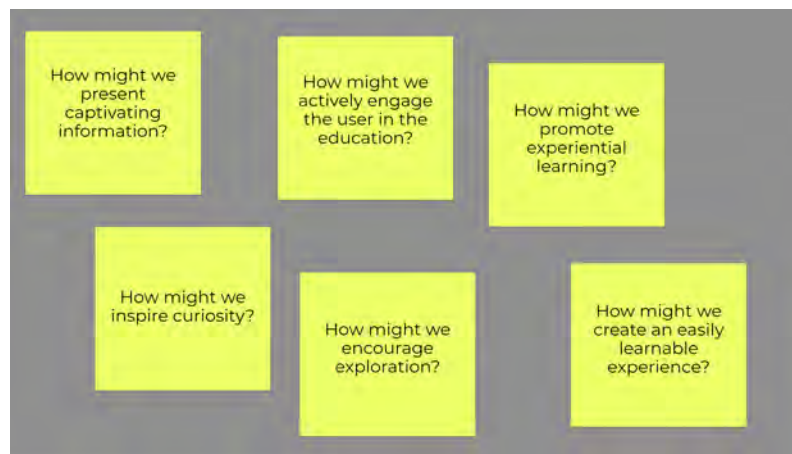 How might we
present
captivating
information?
How might we
actively engage
the user in the
education?
How might we
promote
experiential
learning?
How might we
inspire curiosity?
How might we
encourage
exploration?
How might we
create an easily
learnable
experience?